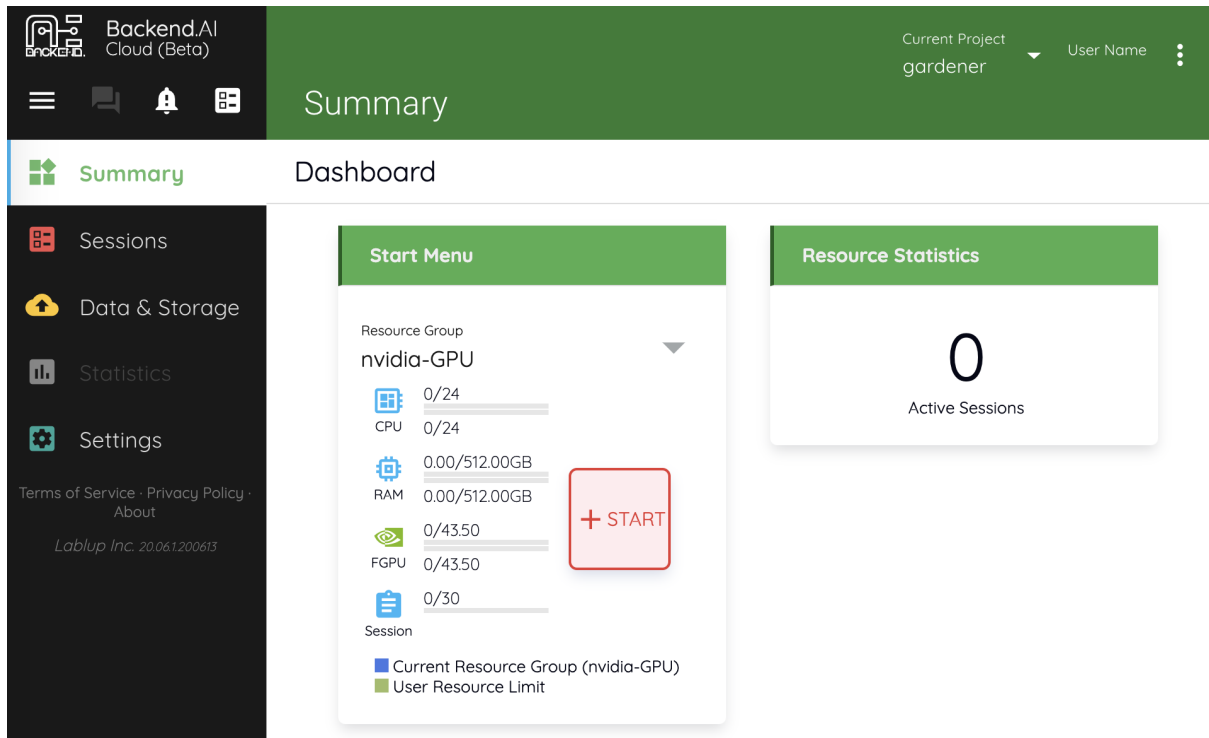 Backend.AI
Cloud (Beta)
BACKEND.
Current Project
gardener
User Name
Summary
Summary
Dashboard
Sessions
Data & Storage
Statistics
Settings
Terms of Service · Privacy Policy ·
About
Lablup Inc. 20.06.1.200613
Start Menu
Resource Group
nvidia-GPU
0/24
CPU
0/24
0.00/512.00GB
RAM
0.00/512.00GB
0/43.50
FGPU
0/43.50
0/30
Session
+ START
Current Resource Group (nvidia-GPU)
User Resource Limit
Resource Statistics
0
Active Sessions